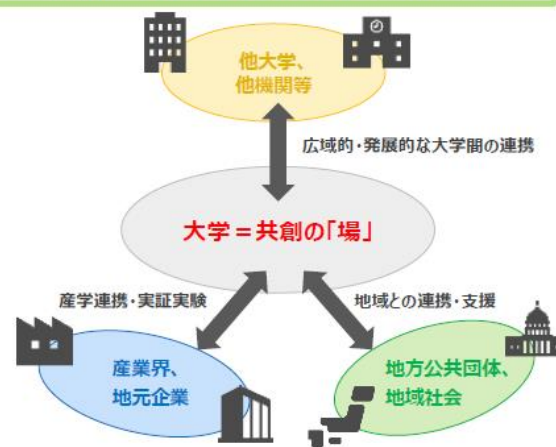 他大学、
他機関等
広域的・発展的な大学間の連携
大学＝共創の「場」
産学連携・実証実験
地域との連携・支援
産業界、
地元企業
地方公共団体、
地域社会